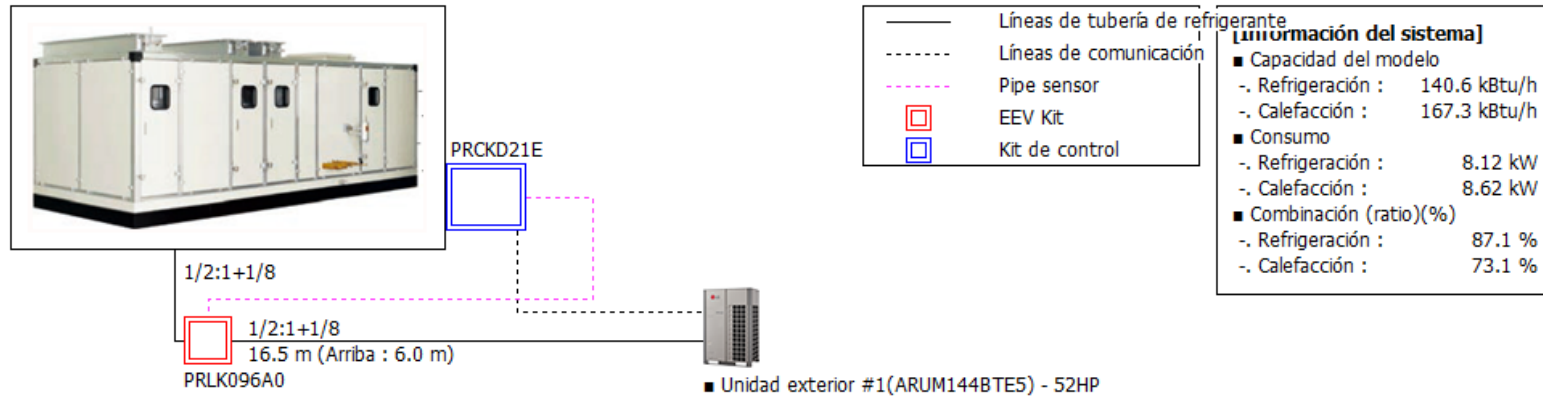 PRCKD21E
1/2:1+1/8
1/2:1+1/8
16.5 m (Arriba : 6.0 m)
PRLK096A0
■ Unidad exterior #1(ARUM144BTE5) - 52HP
Líneas de tubería de refrigerante
Líneas de comunicación
Pipe sensor
EEV Kit
Kit de control
[Información del sistema]
■ Capacidad del modelo
-. Refrigeración : 140.6 kBtu/h
-. Calefacción : 167.3 kBtu/h
■ Consumo
-. Refrigeración : 8.12 kW
-. Calefacción : 8.62 kW
■ Combinación (ratio)(%)
-. Refrigeración : 87.1 %
-. Calefacción : 73.1 %